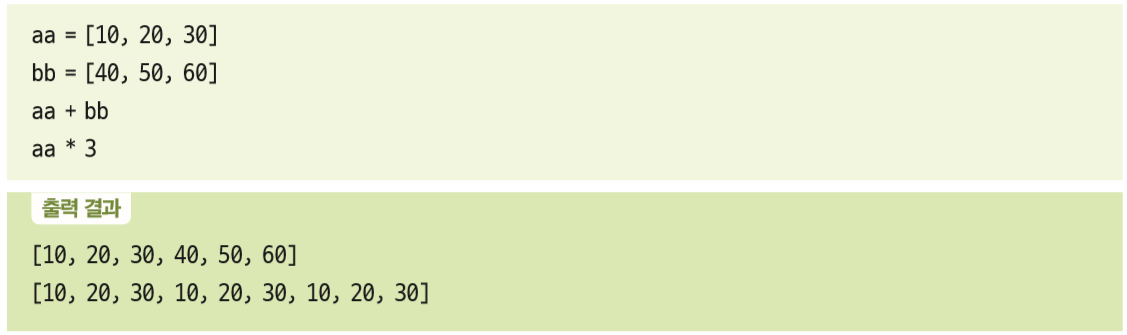 aa = [10, 20, 30]
bb = [40, 50, 60]
aa + bb
aa * 3
출력 결과
[10, 20, 30, 40, 50, 60]
[10, 20, 30, 10, 20, 30, 10, 20, 30]